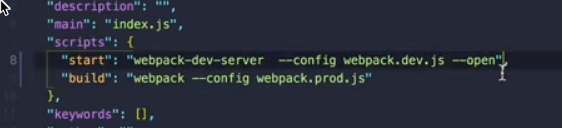 "description": "",
"main": "index.js",
"scripts": {
8 "start": "webpack-dev-server  --config webpack.dev.js --open",
"build": "webpack --config webpack.prod.js"
},
"keywords": [],